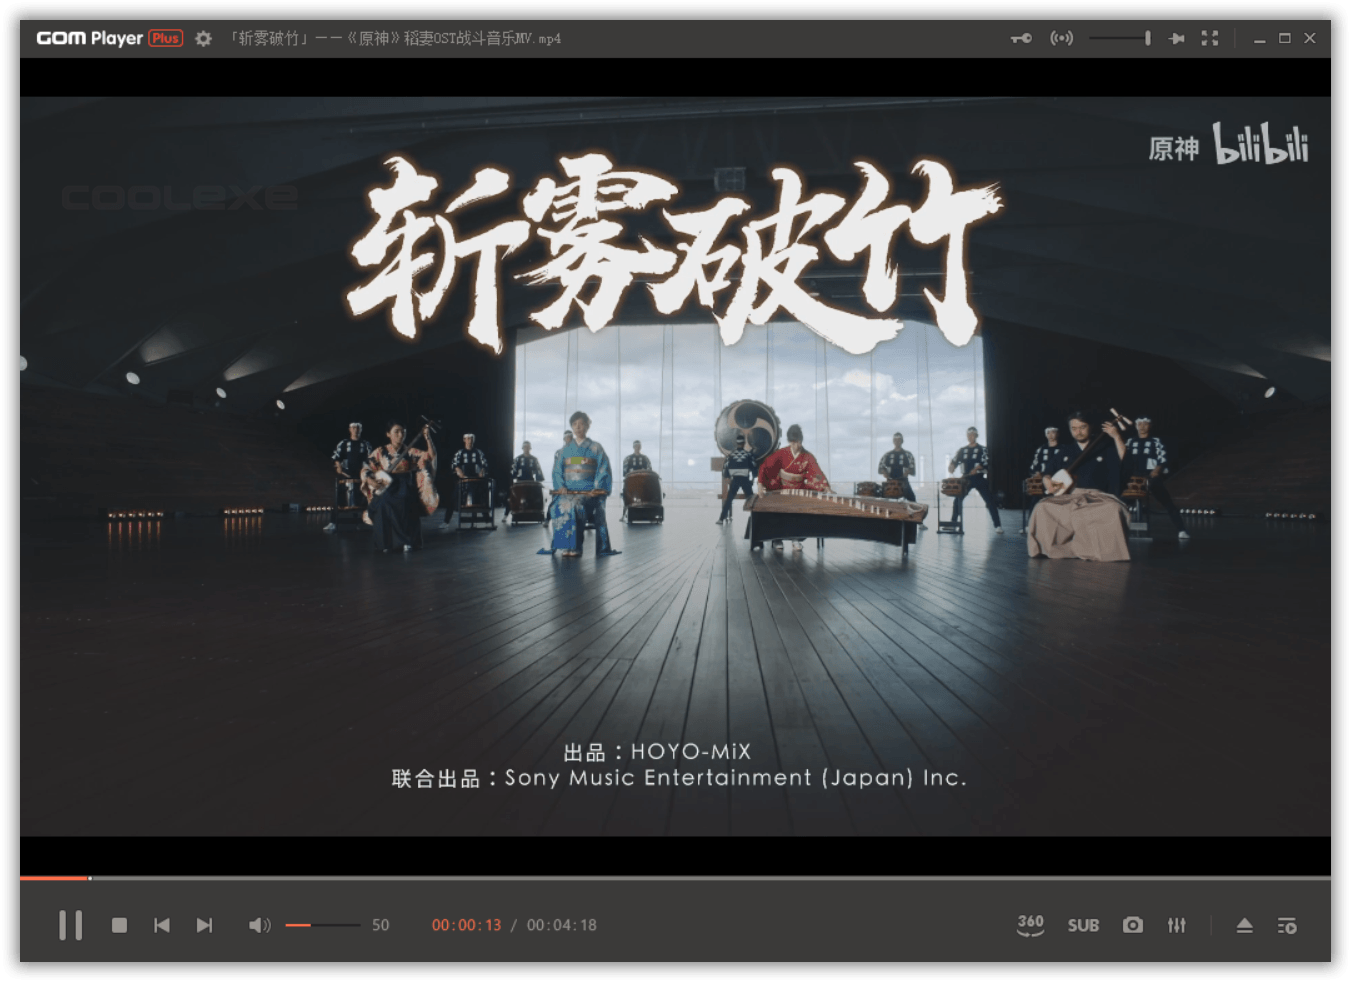 GOM Player Plus
「斩雾破竹」——《原神》稻妻OST战斗音乐MV.mp4
原神 bilibili
COOLEXE
斩雾破竹
出品：HOYO-MiX
联合出品：Sony Music Entertainment (Japan) Inc.
50
00:00:13 / 00:04:18
360
SUB